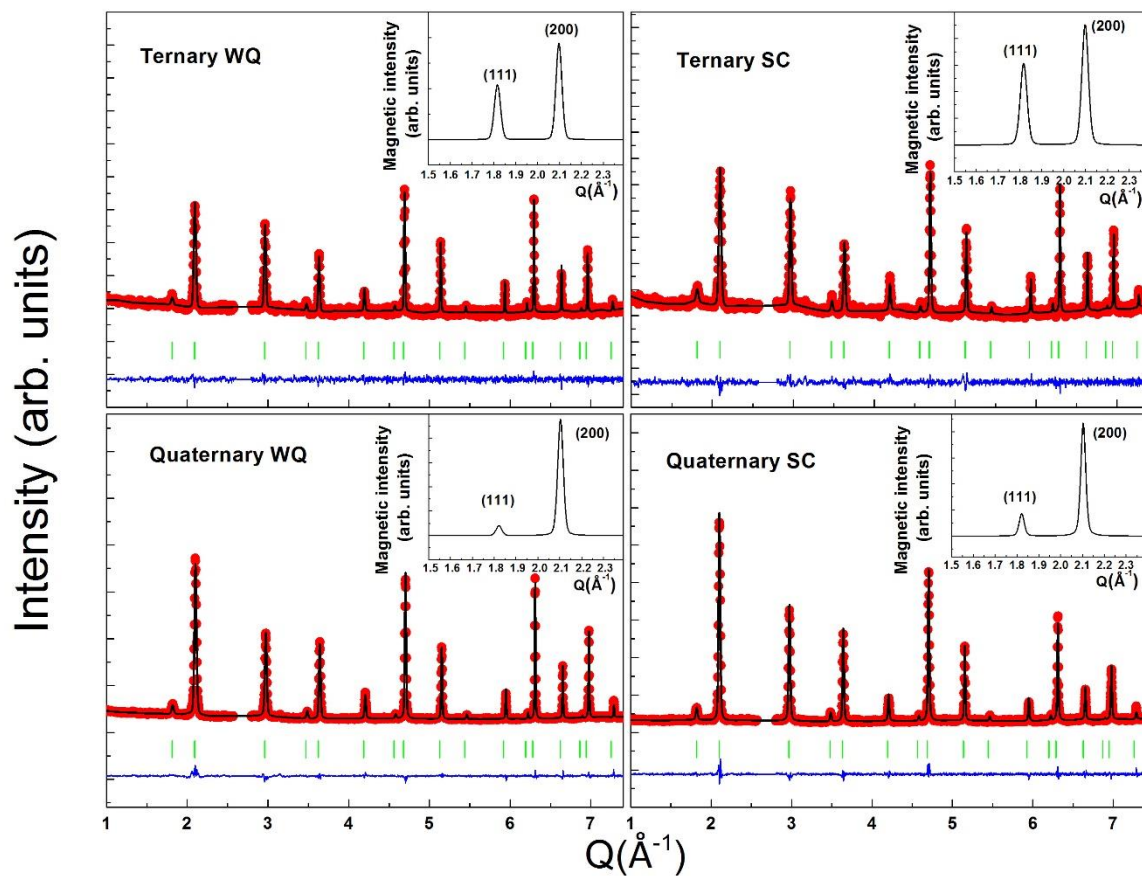 Intensity (arb. units)
Ternary WQ
Magnetic intensity
(arb. units)
(111)
(200)
1.5 1.6 1.7 1.8 1.9 2.0 2.1 2.2 2.3
Q(Å-1)
Ternary SC
Magnetic intensity
(arb. units)
(111)
(200)
1.5 1.6 1.7 1.8 1.9 2.0 2.1 2.2 2.3
Q(Å-1)
Quaternary WQ
Magnetic intensity
(arb. units)
(111)
(200)
1.5 1.6 1.7 1.8 1.9 2.0 2.1 2.2 2.3
Q(Å-1)
Quaternary SC
Magnetic intensity
(arb. units)
(111)
(200)
1.5 1.6 1.7 1.8 1.9 2.0 2.1 2.2 2.3
Q(Å-1)
1 2 3 4 5 6 7 2 3 4 5 6 7
Q(Å-1)